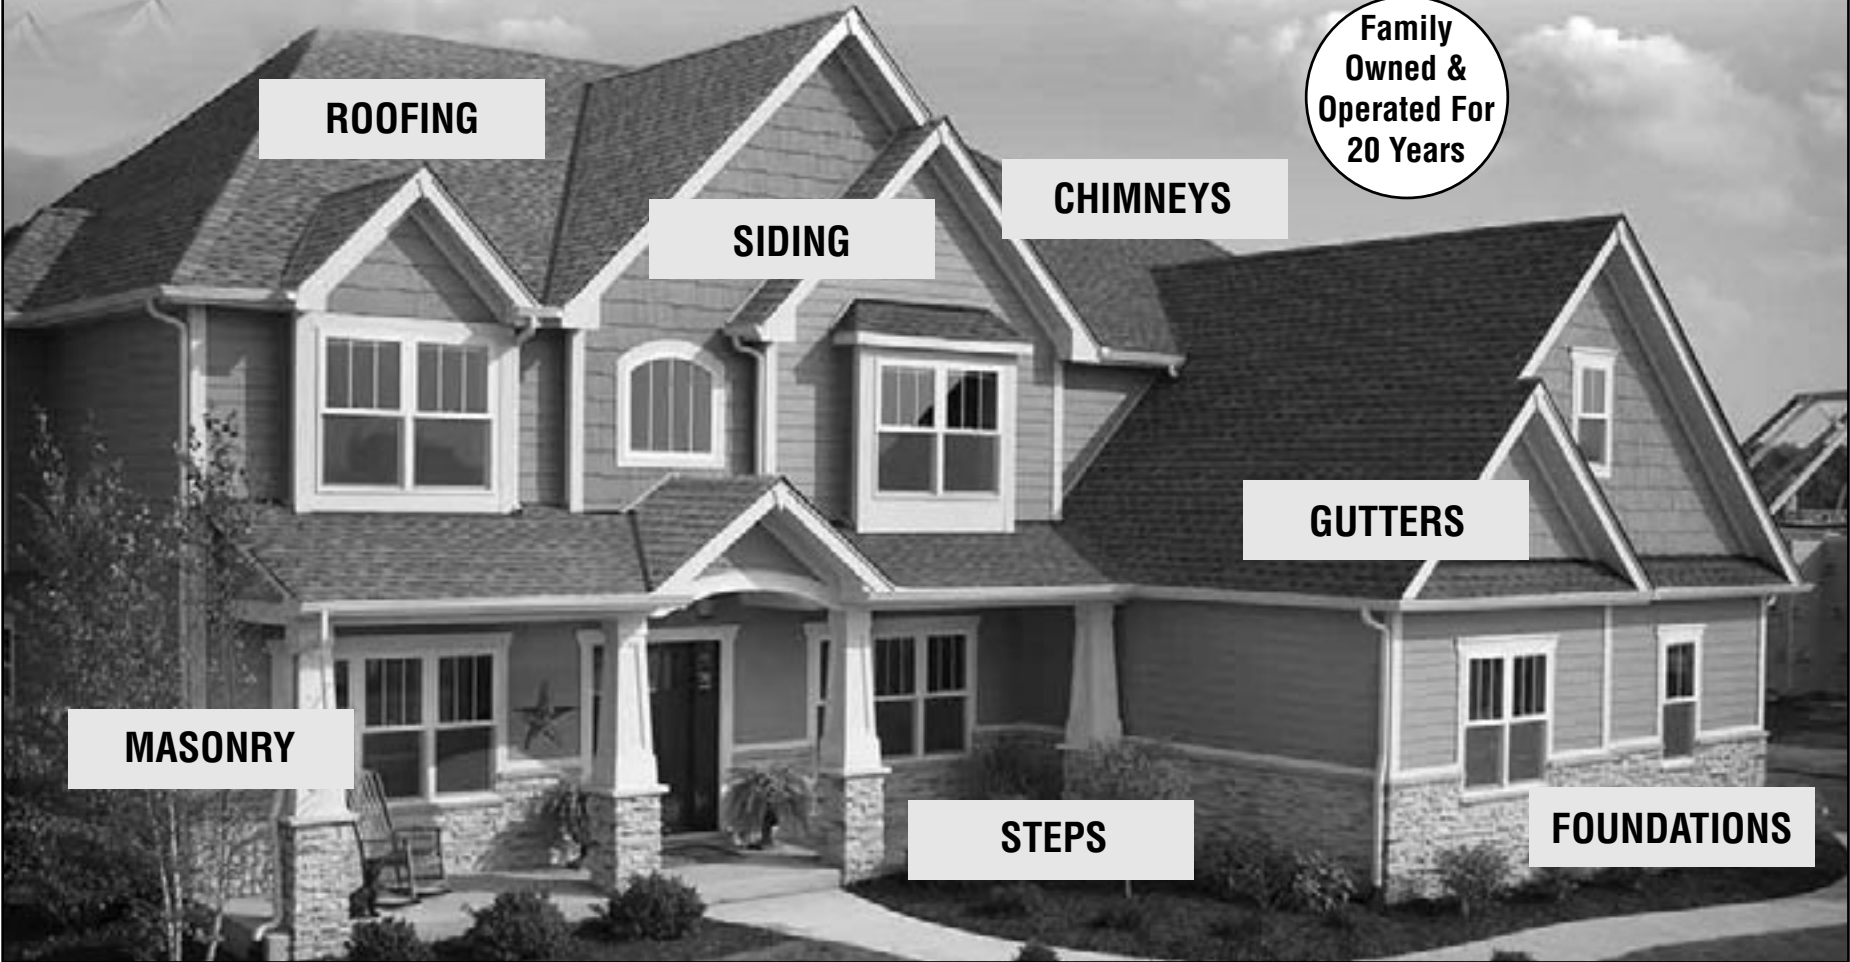 Family
Owned &
Operated For
20 Years
ROOFING
CHIMNEYS
SIDING
GUTTERS
MASONRY
STEPS
FOUNDATIONS